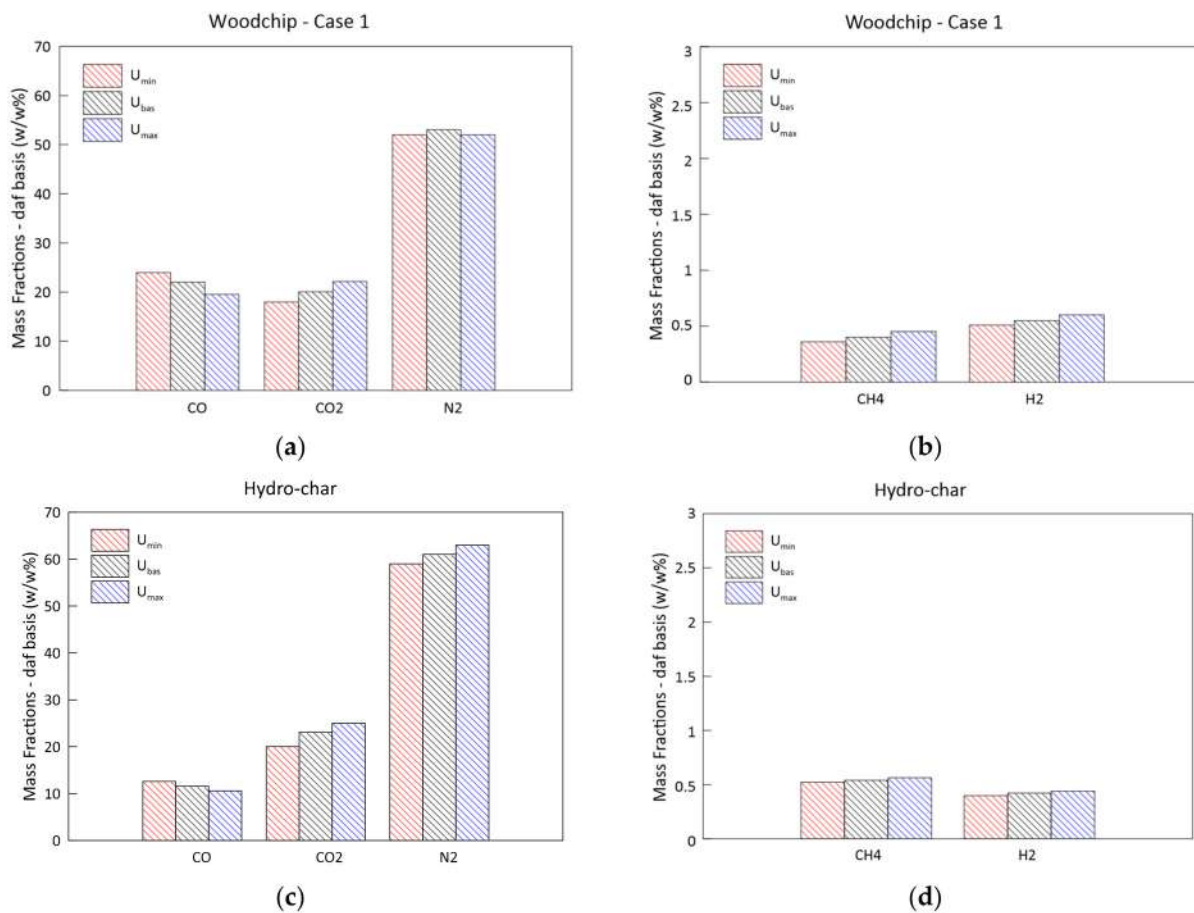 Woodchip - Case 1
Mass Fractions - daf basis (w/w%)
70
60
50
40
30
20
10
0
U_min
U_bas
U_max
CO CO2 N2
(a)
Woodchip - Case 1
Mass Fractions - daf basis (w/w%)
3
2.5
2
1.5
1
0.5
0
U_min
U_bas
U_max
CH4 H2
(b)
Hydro-char
Mass Fractions - daf basis (w/w%)
70
60
50
40
30
20
10
0
U_min
U_bas
U_max
CO CO2 N2
(c)
Hydro-char
Mass Fractions - daf basis (w/w%)
3
2.5
2
1.5
1
0.5
0
U_min
U_bas
U_max
CH4 H2
(d)